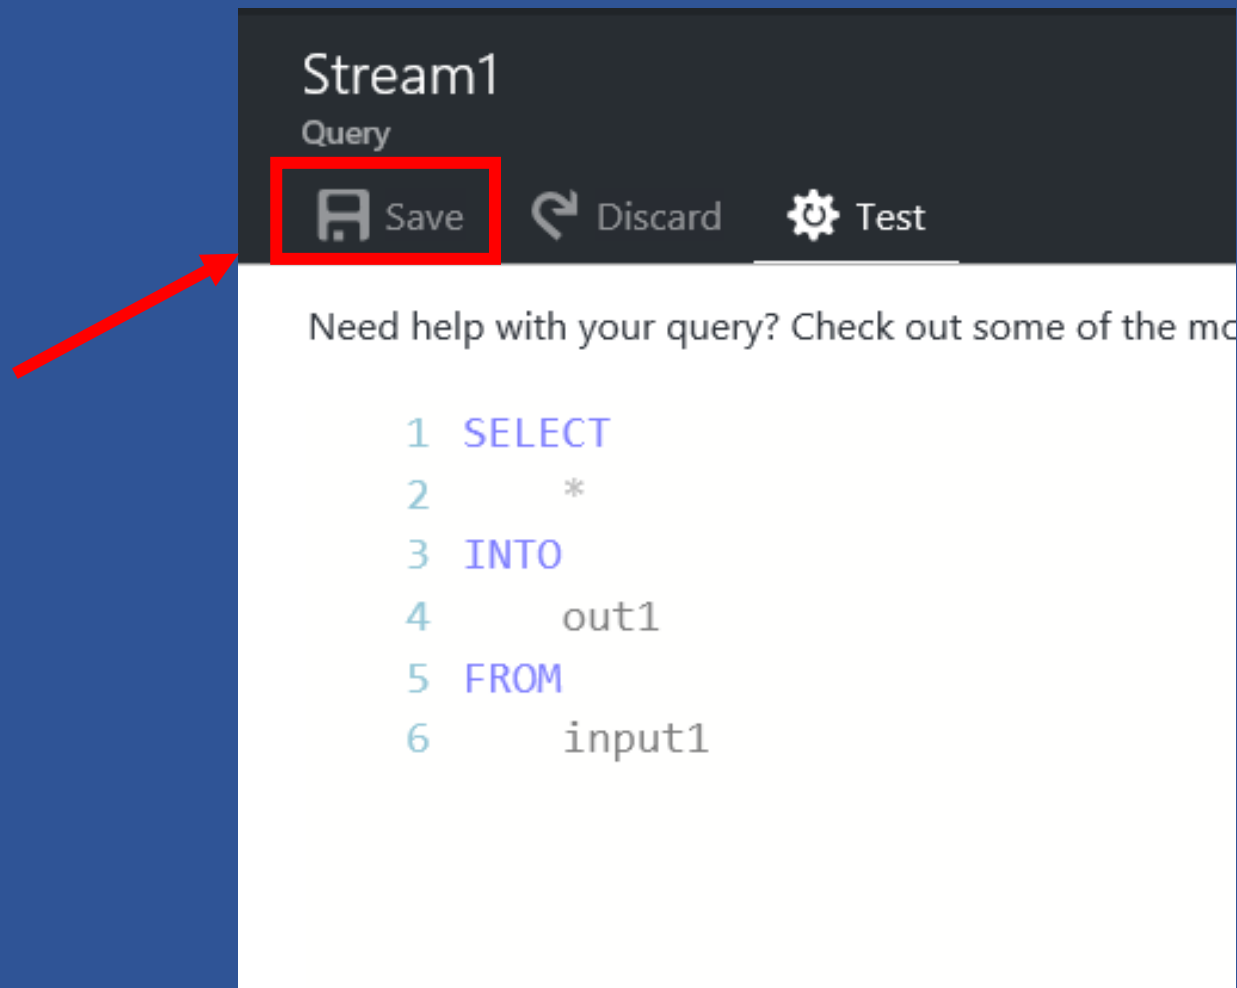 Stream1
Query
Save Discard Test
Need help with your query? Check out some of the mo
1 SELECT
2 *
3 INTO
4 out1
5 FROM
6 input1